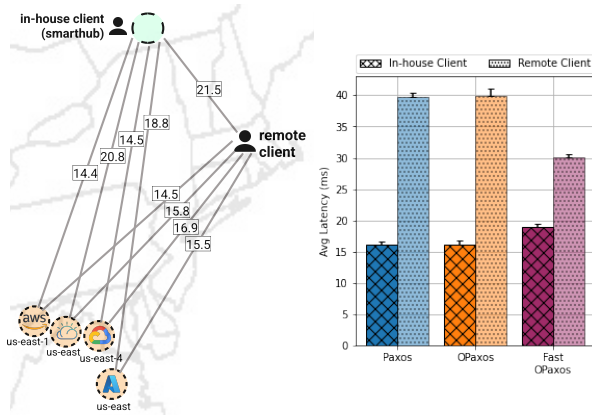 in-house client
(smarthub)
21.5
18.8
14.5
20.8
14.4
remote
client
14.5
15.8
16.9
15.5
aws
us-east-1
us-east
us-east-4
us-east
In-house Client
Remote Client
Avg Latency (ms)
40
35
30
25
20
15
10
5
0
Paxos
OPaxos
Fast
OPaxos